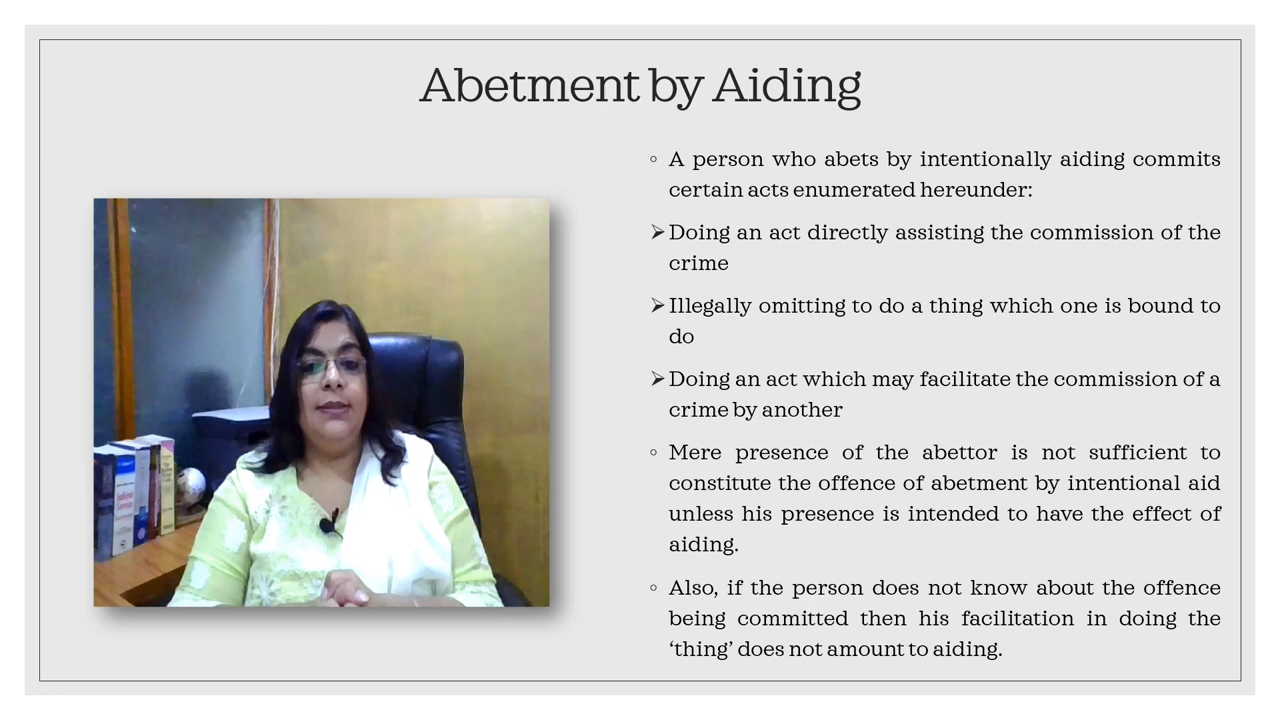 Abetment by Aiding
◦ A person who abets by intentionally aiding commits
certain acts enumerated hereunder:
➢ Doing an act directly assisting the commission of the
crime
➢ Illegally omitting to do a thing which one is bound to
do
➢ Doing an act which may facilitate the commission of a
crime by another
◦ Mere presence of the abettor is not sufficient to
constitute the offence of abetment by intentional aid
unless his presence is intended to have the effect of
aiding.
◦ Also, if the person does not know about the offence
being committed then his facilitation in doing the
‘thing’ does not amount to aiding.